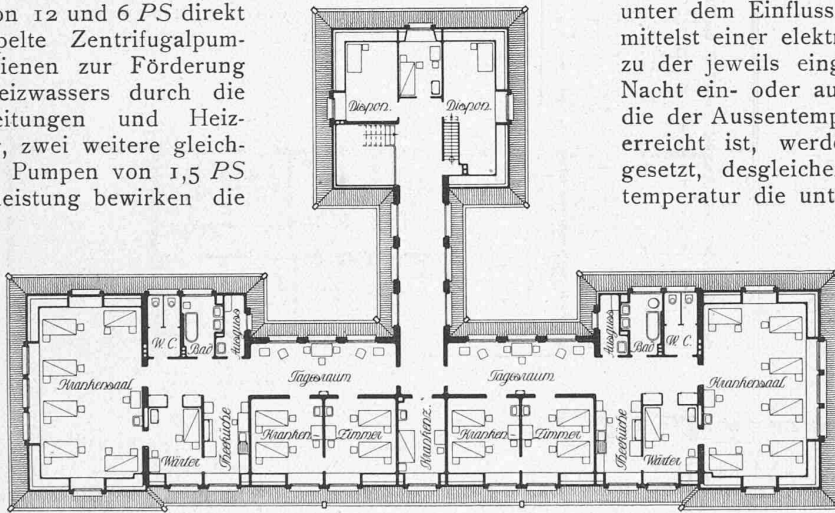 on 12 und 6 PS direkt
pelte Zentrifugalpum-
ienen zur Förderung
eizwassers durch die
eitungen und Heiz-
, zwei weitere gleich-
Pumpen von 1,5 PS
eistung bewirken die
unter dem Einfluss
mittelst einer elektr
zu der jeweils eing
Nacht ein- oder au
die der Aussentemp
erreicht ist, werde
gesetzt, desgleiche
temperatur die unt
Dispon. Dispon.
W. C. Bad Ausguss Ausguss Bad W. C.
Krankensaal Tagesraum Tagesraum Krankensaal
Wärter Theeküche Kranken- Zimmer Krankenz. Kranken- Zimmer Theeküche Wärter